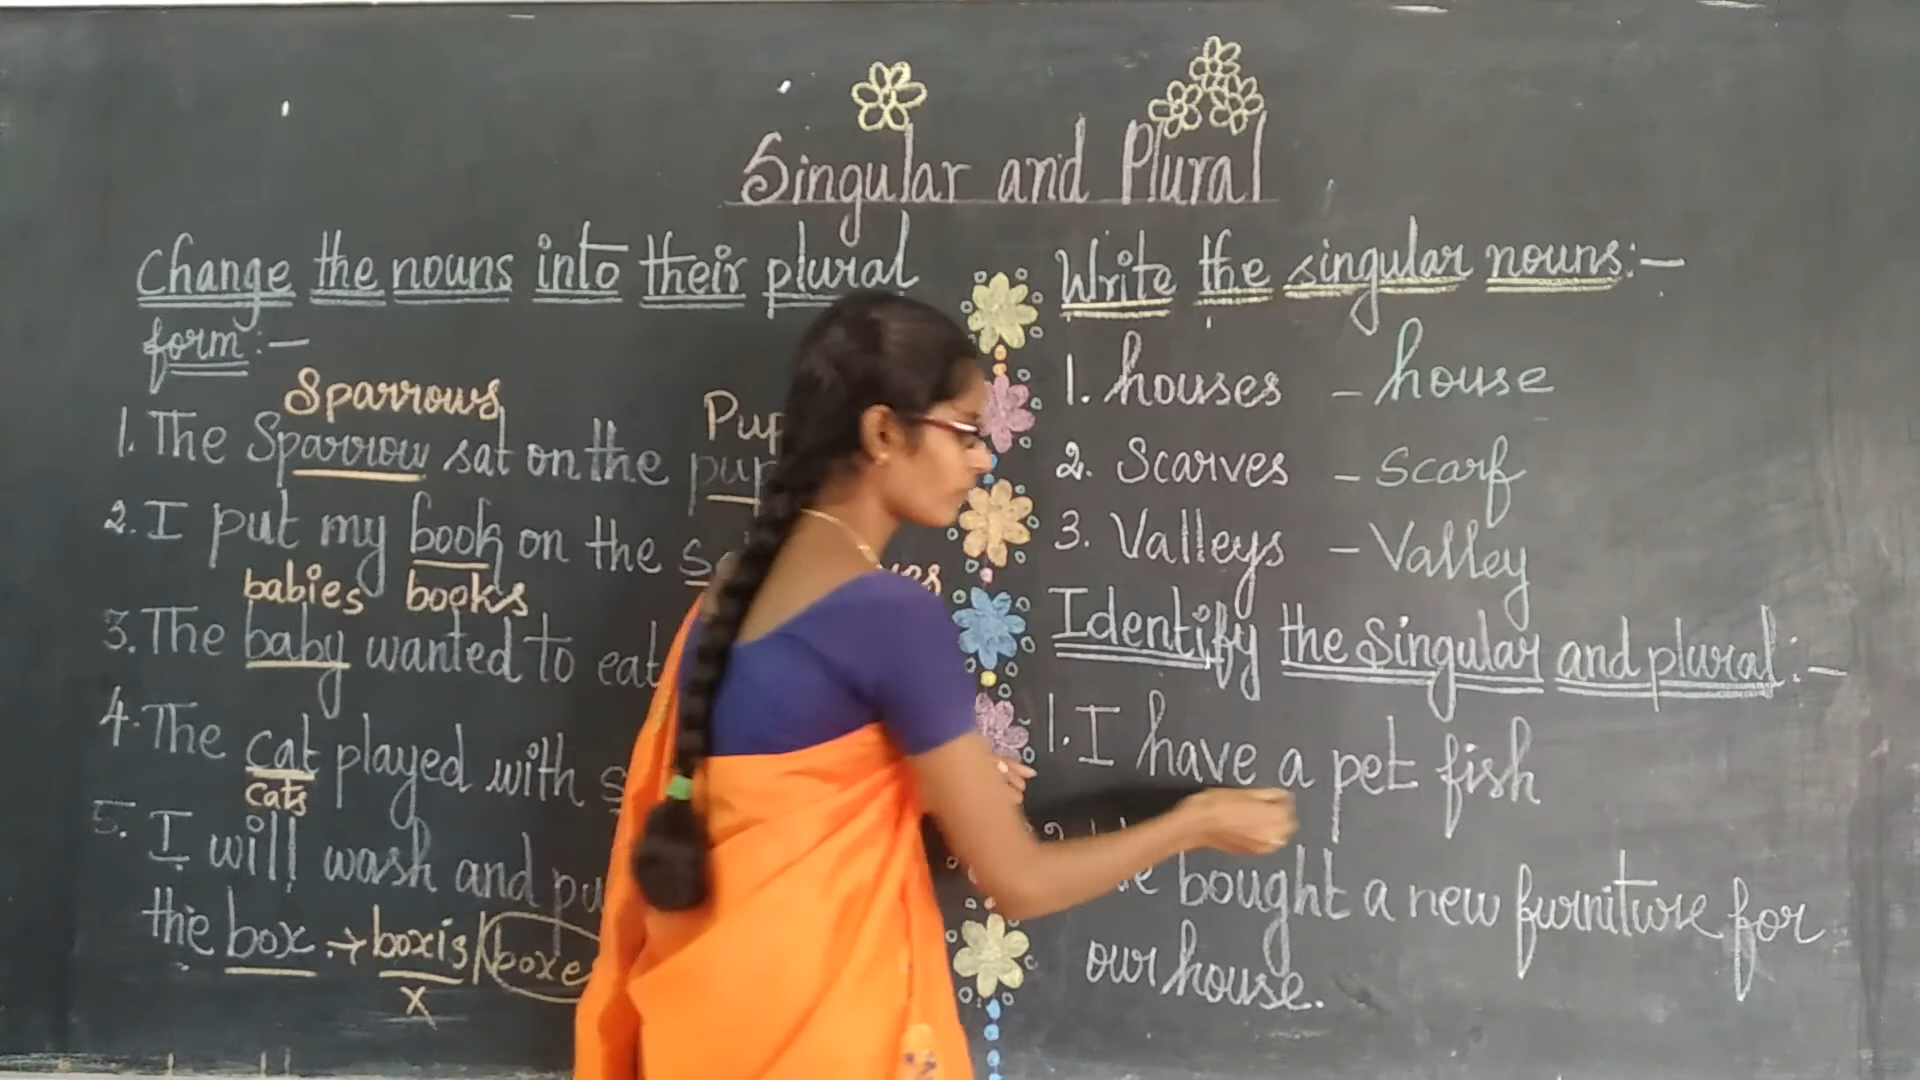 Singular and Plural
Change the nouns into their plural
form:-
Sparrows
1. The Sparrow sat on the
2. I put my book on the
babies books
3. The baby wanted to eat
4. The cat played with
cats
5. I will wash and
the box. → boxis/
x
Write the singular nouns:-
1. houses - house
2. Scarves - Scarf
3. Valleys - Valley
Identify the Singular and plural:-
1. I have a pet fish
bought a new furniture for
our house.